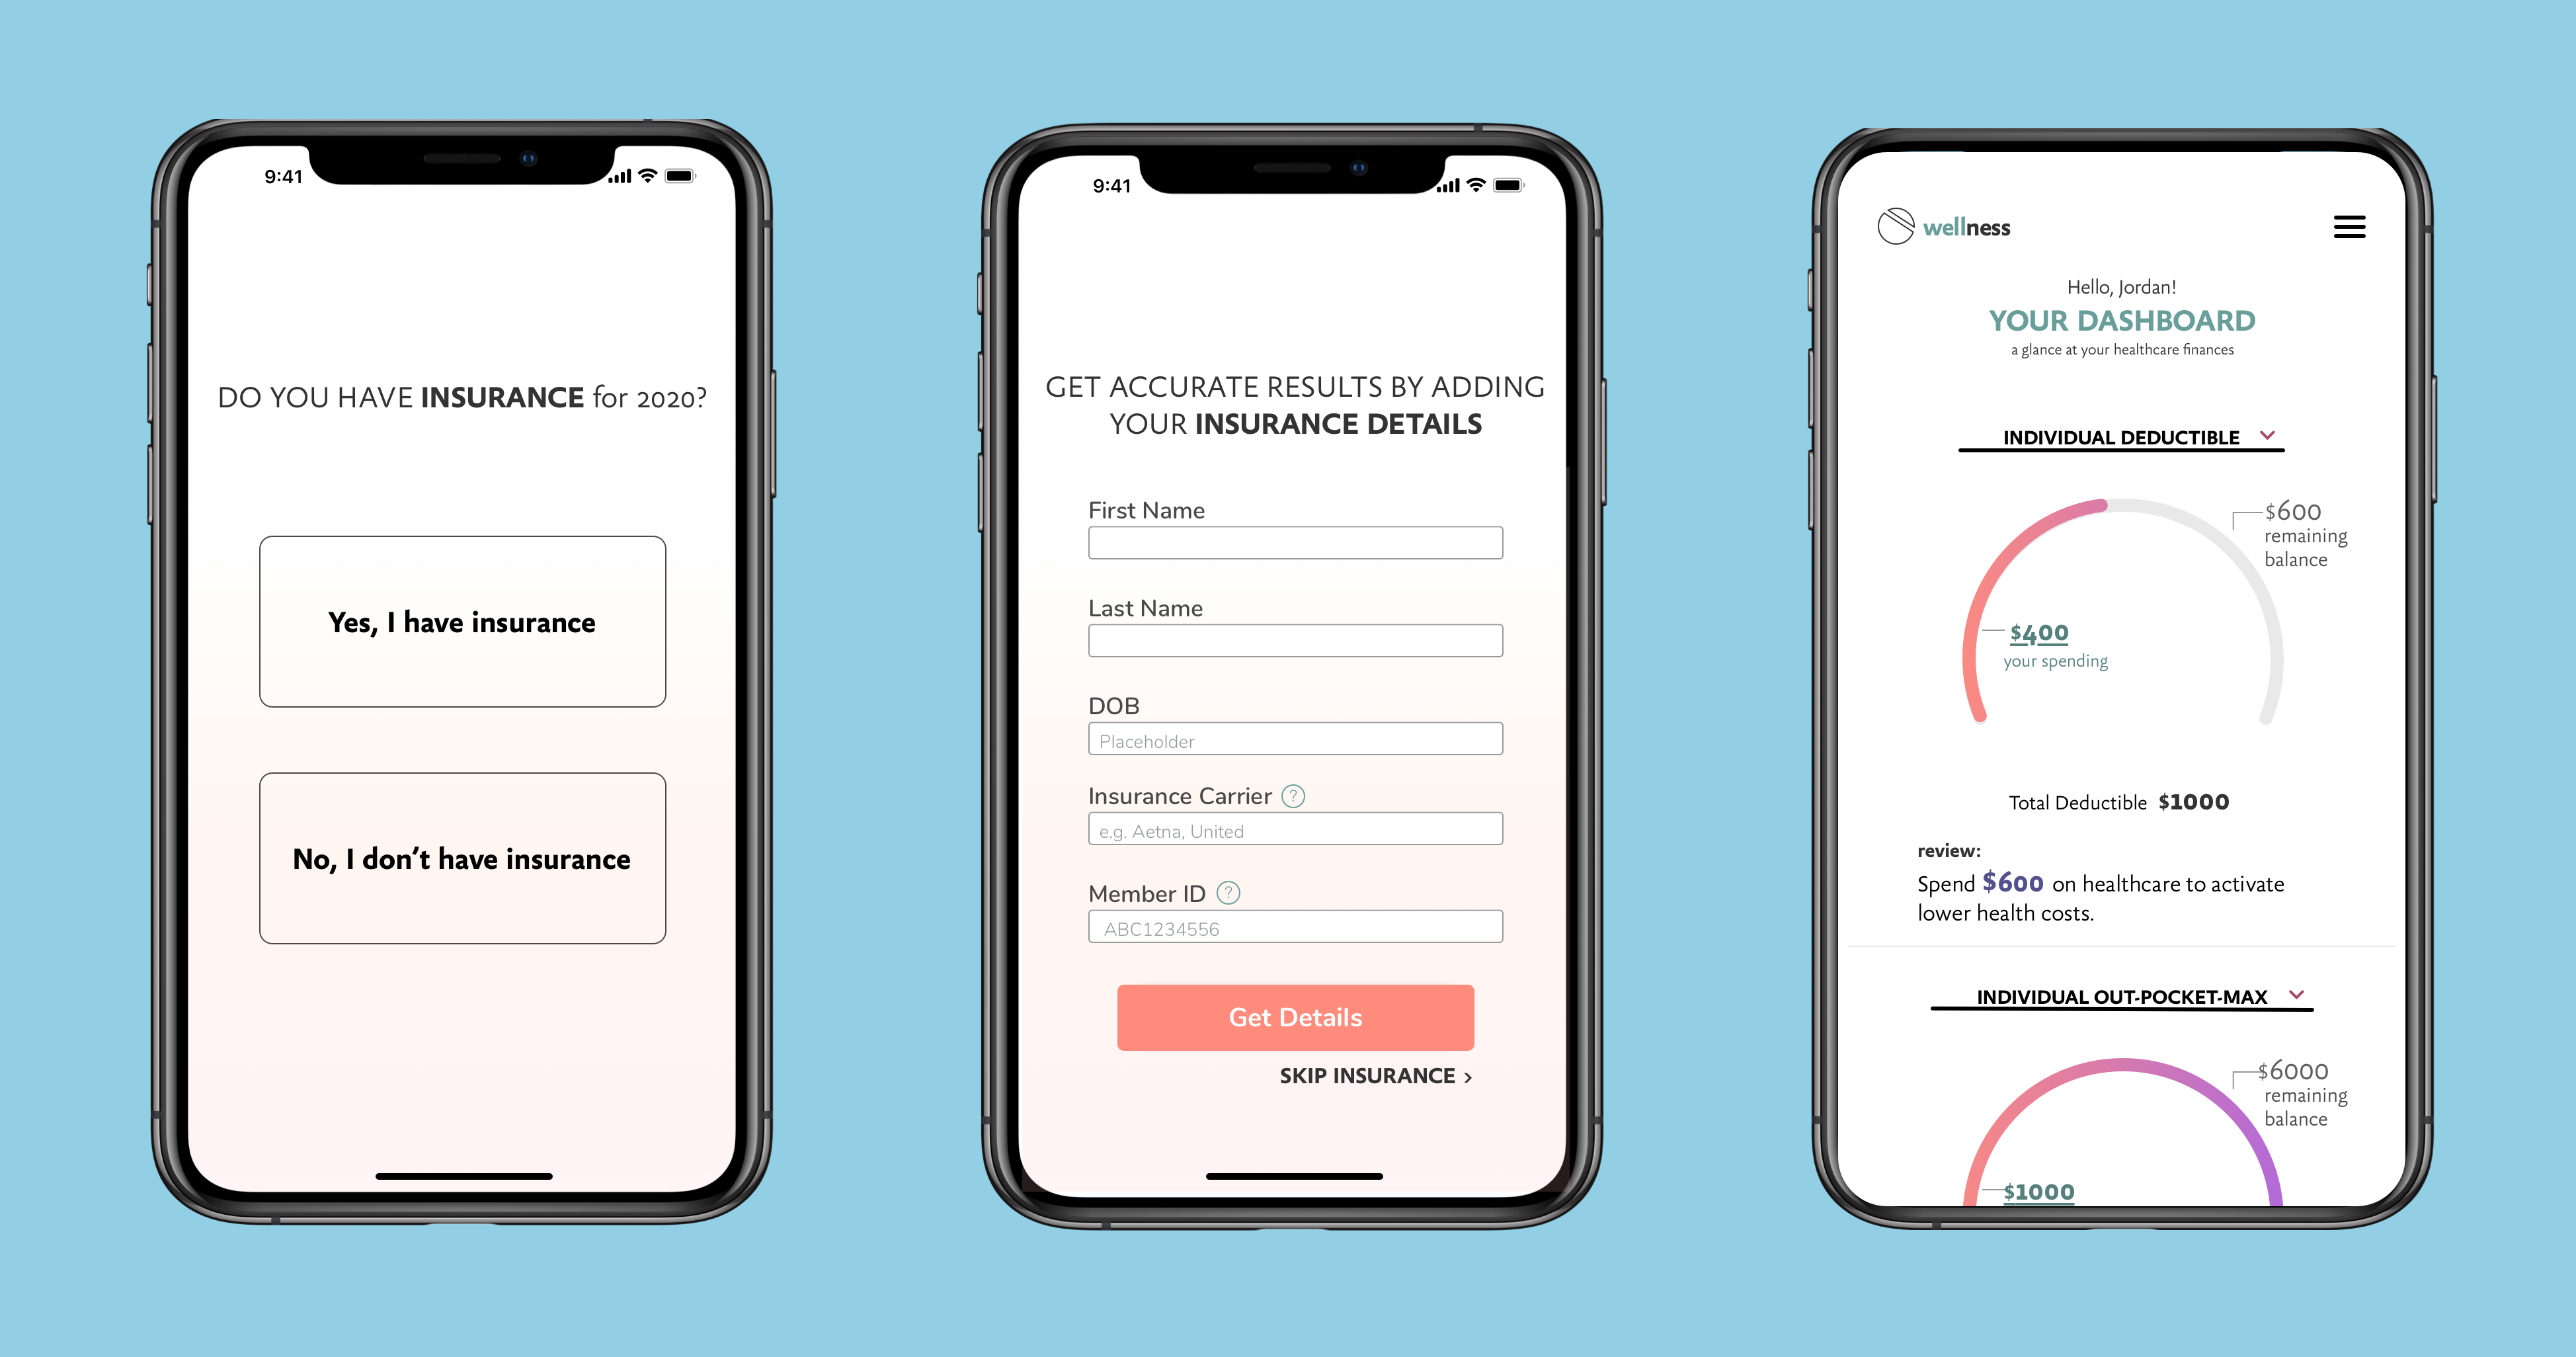 9:41
DO YOU HAVE INSURANCE for 2020?
Yes, I have insurance
No, I don't have insurance
9:41
GET ACCURATE RESULTS BY ADDING
YOUR INSURANCE DETAILS
First Name
Last Name
DOB
Placeholder
Insurance Carrier ?
e.g. Aetna, United
Member ID ?
ABC1234556
Get Details
SKIP INSURANCE >
wellness
Hello, Jordan!
YOUR DASHBOARD
a glance at your healthcare finances
INDIVIDUAL DEDUCTIBLE
$600
remaining
balance
$400
your spending
Total Deductible $1000
review:
Spend $600 on healthcare to activate
lower health costs.
INDIVIDUAL OUT-POCKET-MAX
$6000
remaining
balance
$1000